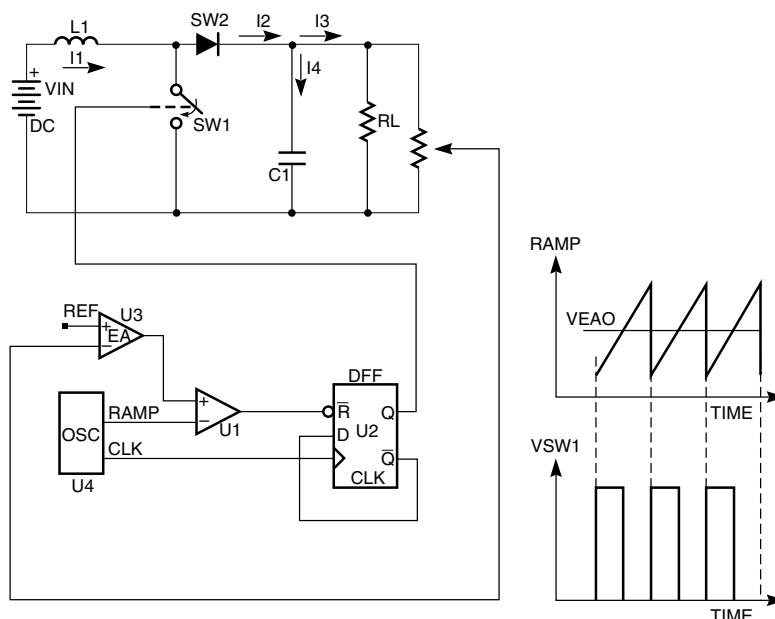 L1
SW2
I2
I3
I1
I4
+
VIN
DC
SW1
RL
C1
RAMP
VEAO
TIME
REF
U3
+
EA
−
DFF
RAMP
+
−
U1
R
Q
D
U2
Q
CLK
OSC
CLK
U4
VSW1
TIME